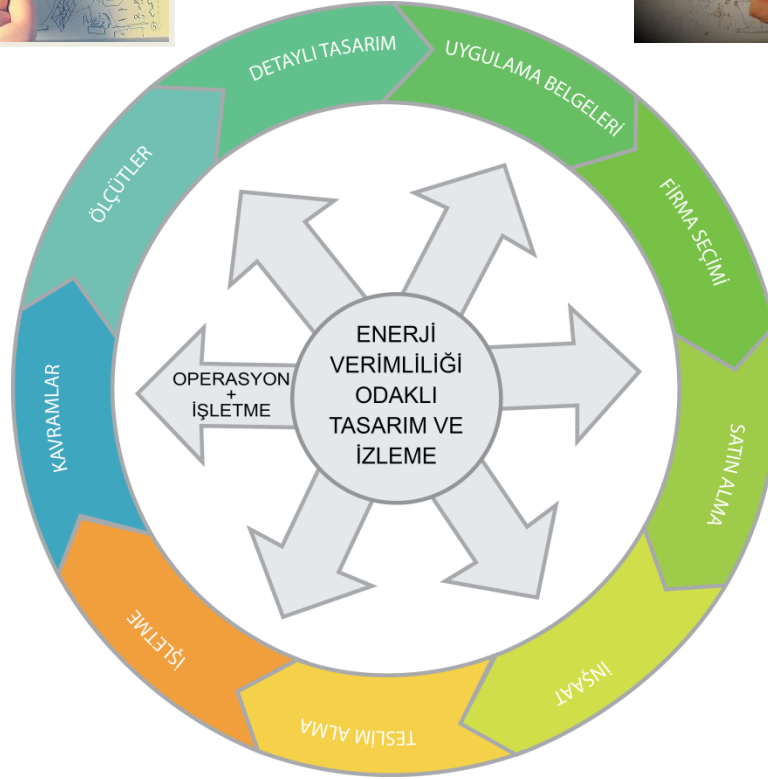 DETAYLI TASARIM
UYGULAMA BELGELERİ
FİRMA SEÇİMİ
SATIN ALMA
İNŞAAT
TESLİM ALMA
İŞLETME
KAVRAMLAR
ÖLÇÜTLER
OPERASYON
+
İŞLETME
ENERJİ
VERİMLİLİĞİ
ODAKLI
TASARIM VE
İZLEME